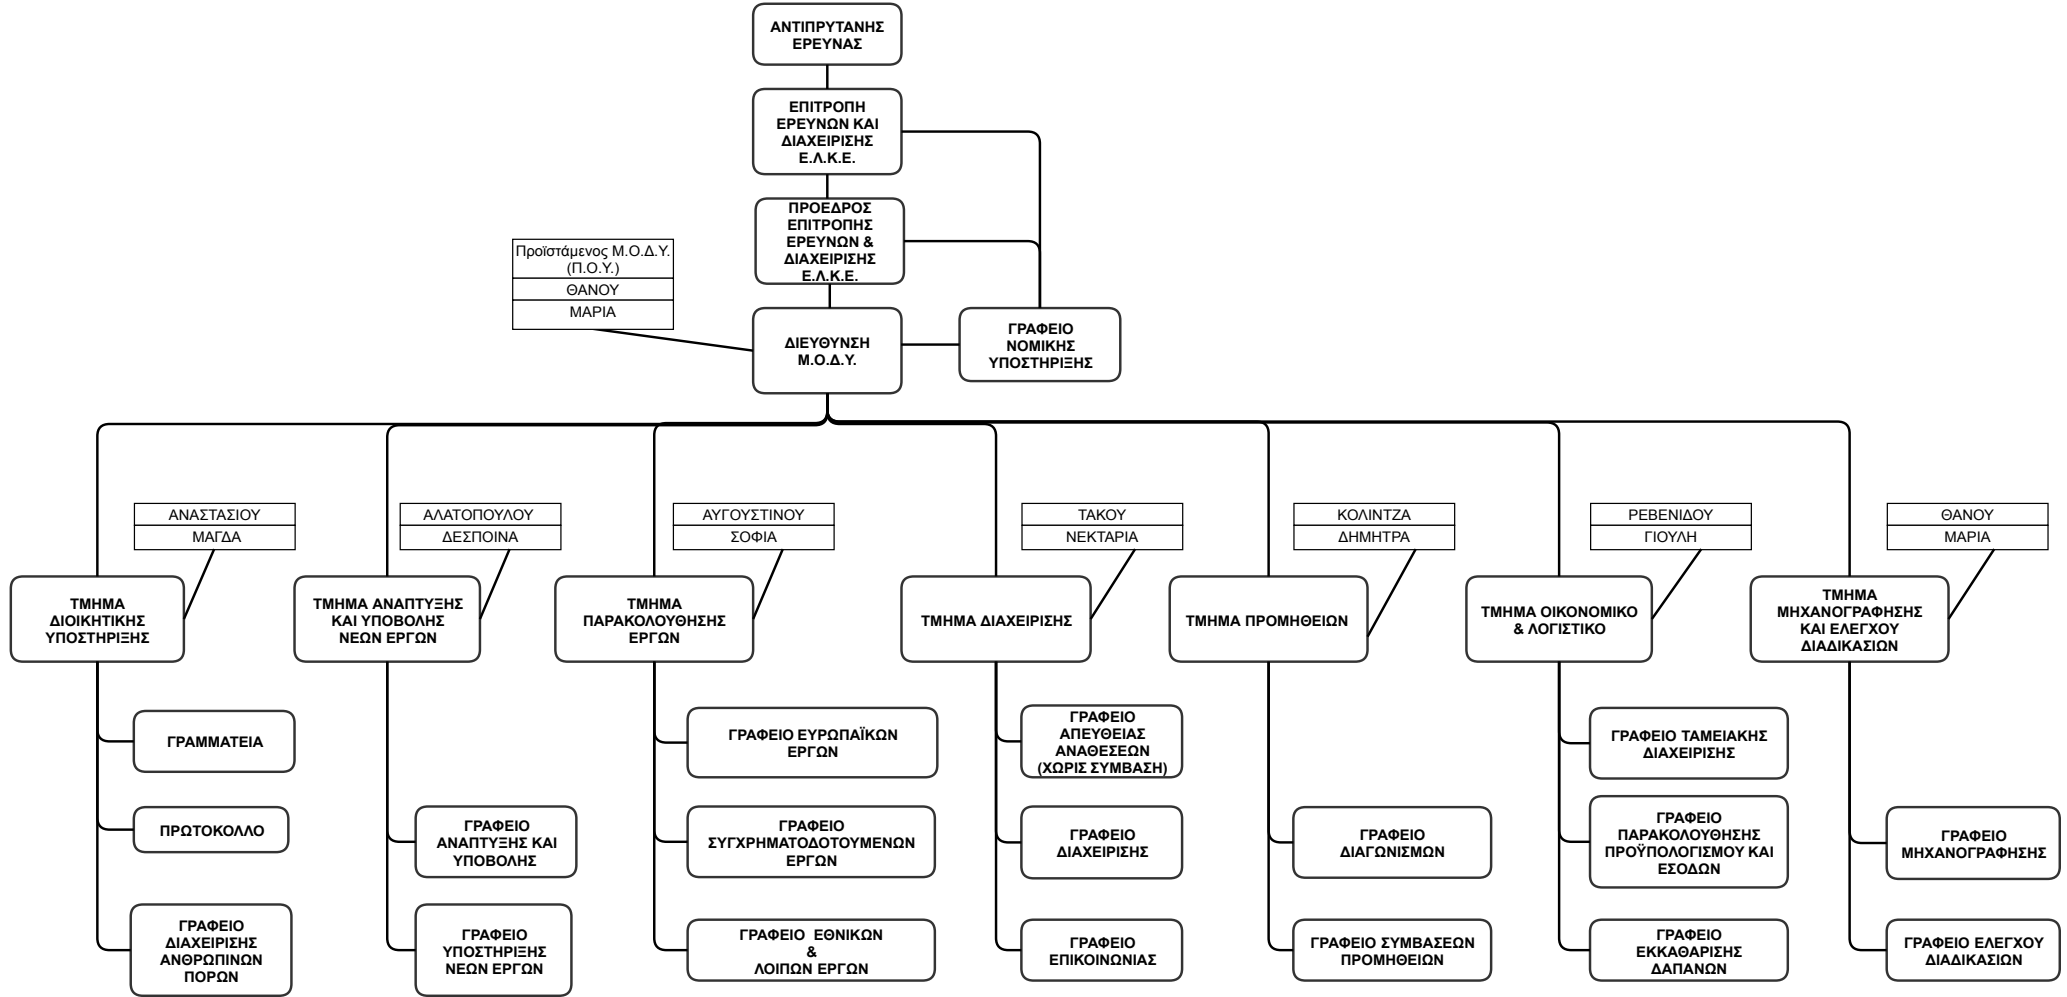 ΑΝΤΙΠΡΥΤΑΝΗΣ
ΕΡΕΥΝΑΣ
ΕΠΙΤΡΟΠΗ
ΕΡΕΥΝΩΝ ΚΑΙ
ΔΙΑΧΕΙΡΙΣΗΣ
Ε.Λ.Κ.Ε.
ΠΡΟΕΔΡΟΣ
ΕΠΙΤΡΟΠΗΣ
ΕΡΕΥΝΩΝ &
ΔΙΑΧΕΙΡΙΣΗΣ
Ε.Λ.Κ.Ε.
Προϊστάμενος Μ.Ο.Δ.Υ.
(Π.Ο.Υ.)
ΘΑΝΟΥ
ΜΑΡΙΑ
ΔΙΕΥΘΥΝΣΗ
Μ.Ο.Δ.Υ.
ΓΡΑΦΕΙΟ
ΝΟΜΙΚΗΣ
ΥΠΟΣΤΗΡΙΞΗΣ
ΑΝΑΣΤΑΣΙΟΥ
ΜΑΓΔΑ
ΑΛΑΤΟΠΟΥΛΟΥ
ΔΕΣΠΟΙΝΑ
ΑΥΓΟΥΣΤΙΝΟΥ
ΣΟΦΙΑ
ΤΑΚΟΥ
ΝΕΚΤΑΡΙΑ
ΚΟΛΙΝΤΖΑ
ΔΗΜΗΤΡΑ
ΡΕΒΕΝΙΔΟΥ
ΓΙΟΥΛΗ
ΘΑΝΟΥ
ΜΑΡΙΑ
ΤΜΗΜΑ
ΔΙΟΙΚΗΤΙΚΗΣ
ΥΠΟΣΤΗΡΙΞΗΣ
ΤΜΗΜΑ ΑΝΑΠΤΥΞΗΣ
ΚΑΙ ΥΠΟΒΟΛΗΣ
ΝΕΩΝ ΕΡΓΩΝ
ΤΜΗΜΑ
ΠΑΡΑΚΟΛΟΥΘΗΣΗΣ
ΕΡΓΩΝ
ΤΜΗΜΑ ΔΙΑΧΕΙΡΙΣΗΣ
ΤΜΗΜΑ ΠΡΟΜΗΘΕΙΩΝ
ΤΜΗΜΑ ΟΙΚΟΝΟΜΙΚΟ
& ΛΟΓΙΣΤΙΚΟ
ΤΜΗΜΑ
ΜΗΧΑΝΟΓΡΑΦΗΣΗΣ
ΚΑΙ ΕΛΕΓΧΟΥ
ΔΙΑΔΙΚΑΣΙΩΝ
ΓΡΑΜΜΑΤΕΙΑ
ΓΡΑΦΕΙΟ ΕΥΡΩΠΑΪΚΩΝ
ΕΡΓΩΝ
ΓΡΑΦΕΙΟ
ΑΠΕΥΘΕΙΑΣ
ΑΝΑΘΕΣΕΩΝ
(ΧΩΡΙΣ ΣΥΜΒΑΣΗ)
ΓΡΑΦΕΙΟ ΤΑΜΕΙΑΚΗΣ
ΔΙΑΧΕΙΡΙΣΗΣ
ΠΡΩΤΟΚΟΛΛΟ
ΓΡΑΦΕΙΟ
ΑΝΑΠΤΥΞΗΣ ΚΑΙ
ΥΠΟΒΟΛΗΣ
ΓΡΑΦΕΙΟ
ΣΥΓΧΡΗΜΑΤΟΔΟΤΟΥΜΕΝΩΝ
ΕΡΓΩΝ
ΓΡΑΦΕΙΟ
ΔΙΑΧΕΙΡΙΣΗΣ
ΓΡΑΦΕΙΟ
ΔΙΑΓΩΝΙΣΜΩΝ
ΓΡΑΦΕΙΟ
ΠΑΡΑΚΟΛΟΥΘΗΣΗΣ
ΠΡΟΫΠΟΛΟΓΙΣΜΟΥ ΚΑΙ
ΕΣΟΔΩΝ
ΓΡΑΦΕΙΟ
ΜΗΧΑΝΟΓΡΑΦΗΣΗΣ
ΓΡΑΦΕΙΟ
ΔΙΑΧΕΙΡΙΣΗΣ
ΑΝΘΡΩΠΙΝΩΝ
ΠΟΡΩΝ
ΓΡΑΦΕΙΟ
ΥΠΟΣΤΗΡΙΞΗΣ
ΝΕΩΝ ΕΡΓΩΝ
ΓΡΑΦΕΙΟ ΕΘΝΙΚΩΝ
&
ΛΟΙΠΩΝ ΕΡΓΩΝ
ΓΡΑΦΕΙΟ
ΕΠΙΚΟΙΝΩΝΙΑΣ
ΓΡΑΦΕΙΟ ΣΥΜΒΑΣΕΩΝ
ΠΡΟΜΗΘΕΙΩΝ
ΓΡΑΦΕΙΟ
ΕΚΚΑΘΑΡΙΣΗΣ
ΔΑΠΑΝΩΝ
ΓΡΑΦΕΙΟ ΕΛΕΓΧΟΥ
ΔΙΑΔΙΚΑΣΙΩΝ